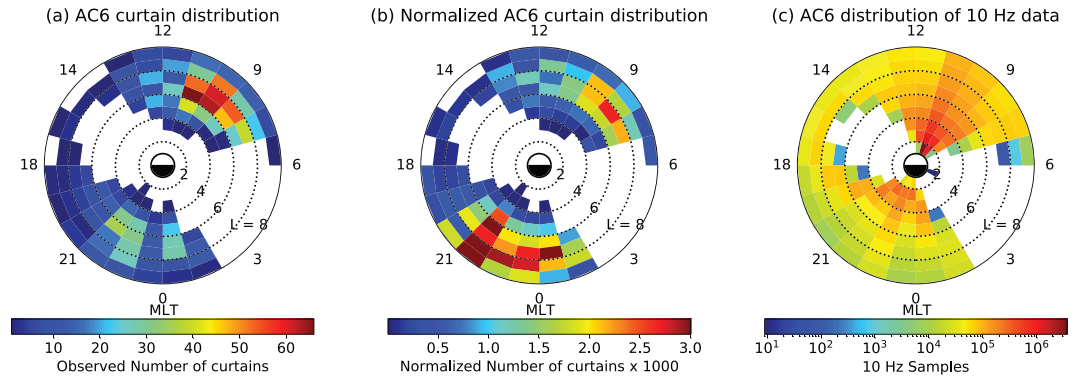 (a) AC6 curtain distribution
12
14
9
18
6
2
4
6
L = 8
21
3
0
MLT
10 20 30 40 50 60
Observed Number of curtains
(b) Normalized AC6 curtain distribution
12
14
9
18
6
2
4
6
L = 8
21
3
0
MLT
0.5 1.0 1.5 2.0 2.5 3.0
Normalized Number of curtains x 1000
(c) AC6 distribution of 10 Hz data
12
14
9
18
6
2
4
6
L = 8
21
3
0
MLT
10¹ 10² 10³ 10⁴ 10⁵ 10⁶
10 Hz Samples